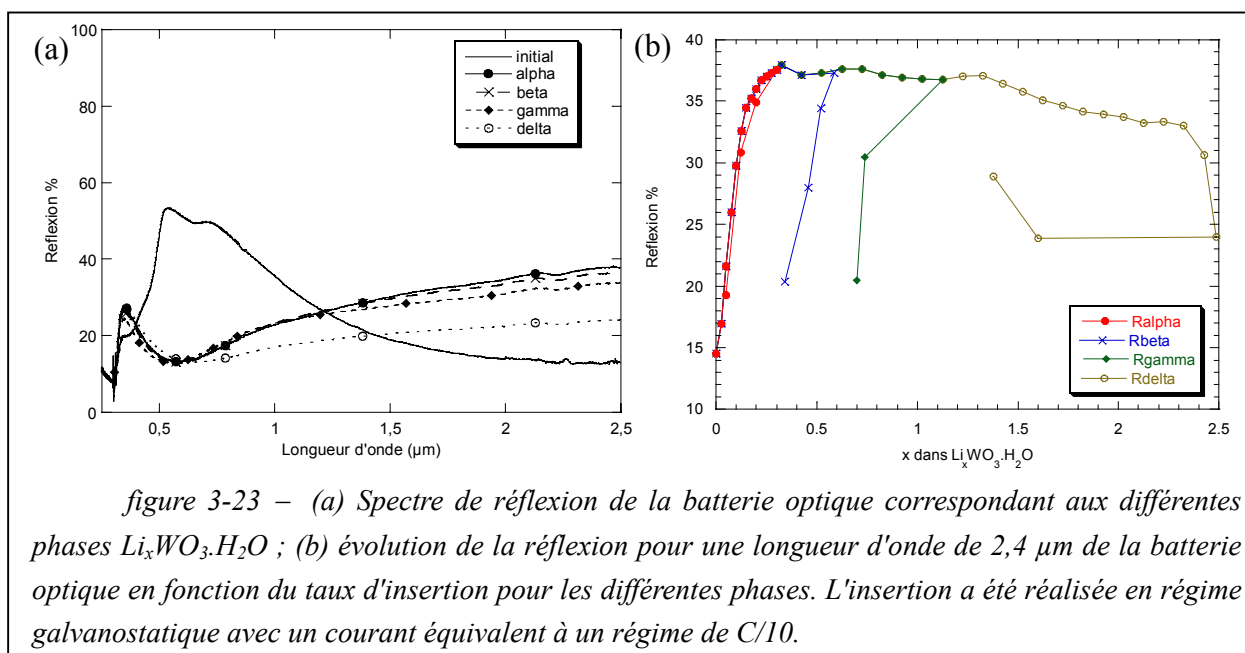 (a)
100
80
60
40
20
0
Reflexion %
initial
alpha
beta
gamma
delta
0,5
1
1,5
2
2,5
Longueur d'onde (µm)
(b)
40
35
30
25
20
15
10
Reflexion %
Ralpha
Rbeta
Rgamma
Rdelta
0
0.5
1
1.5
2
2.5
x dans LiₓWO₃.H₂O
figure 3-23 – (a) Spectre de réflexion de la batterie optique correspondant aux différentes
phases LiₓWO₃.H₂O ; (b) évolution de la réflexion pour une longueur d'onde de 2,4 µm de la batterie
optique en fonction du taux d'insertion pour les différentes phases. L'insertion a été réalisée en régime
galvanostatique avec un courant équivalent à un régime de C/10.